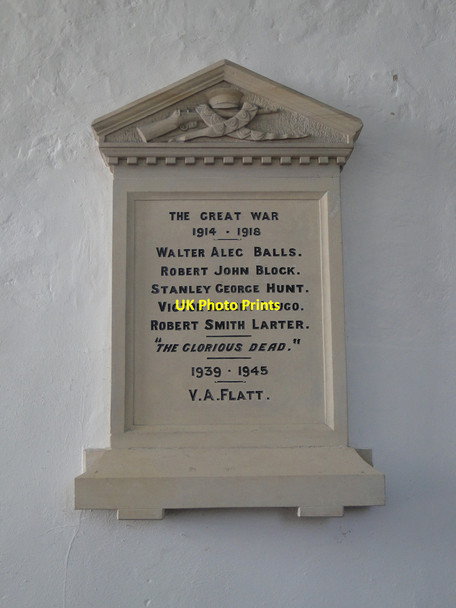 THE GREAT WAR
1914 · 1918
WALTER ALEC BALLS.
ROBERT JOHN BLOCK.
STANLEY GEORGE HUNT.
UK Photo Prints
ROBERT SMITH LARTER.
"THE GLORIOUS DEAD."
1939 · 1945
V.A.FLATT.